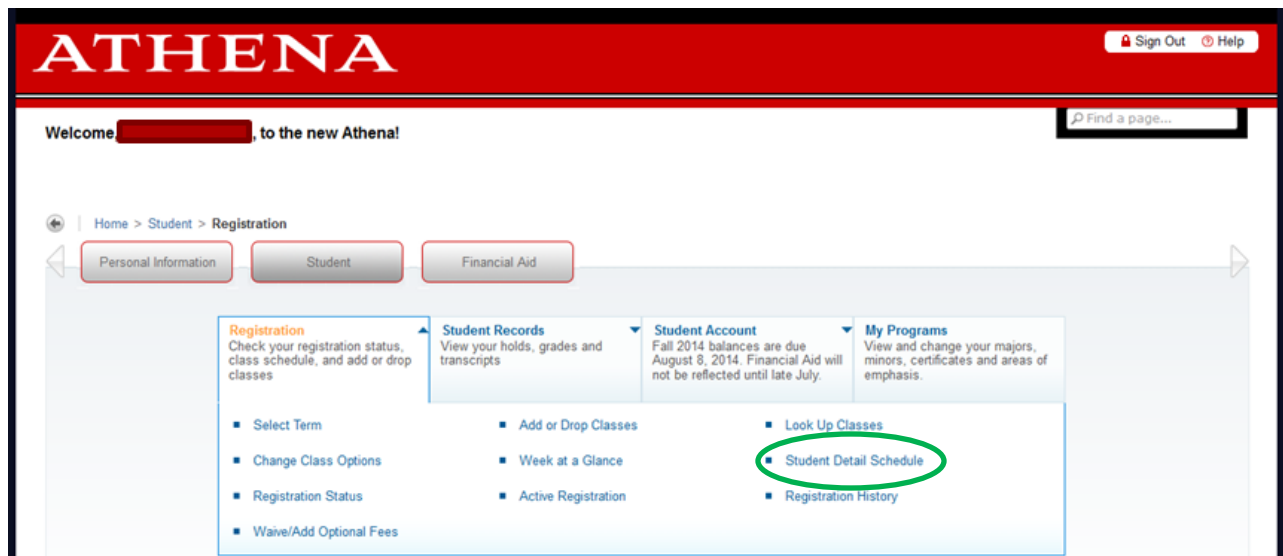 ATHENA
Sign Out Help
Welcome, , to the new Athena!
Find a page...
Home > Student > Registration
Personal Information
Student
Financial Aid
Registration
Check your registration status,
class schedule, and add or drop
classes
Student Records
View your holds, grades and
transcripts
Student Account
Fall 2014 balances are due
August 8, 2014. Financial Aid will
not be reflected until late July.
My Programs
View and change your majors,
minors, certificates and areas of
emphasis.
Select Term
Add or Drop Classes
Look Up Classes
Change Class Options
Week at a Glance
Student Detail Schedule
Registration Status
Active Registration
Registration History
Waive/Add Optional Fees